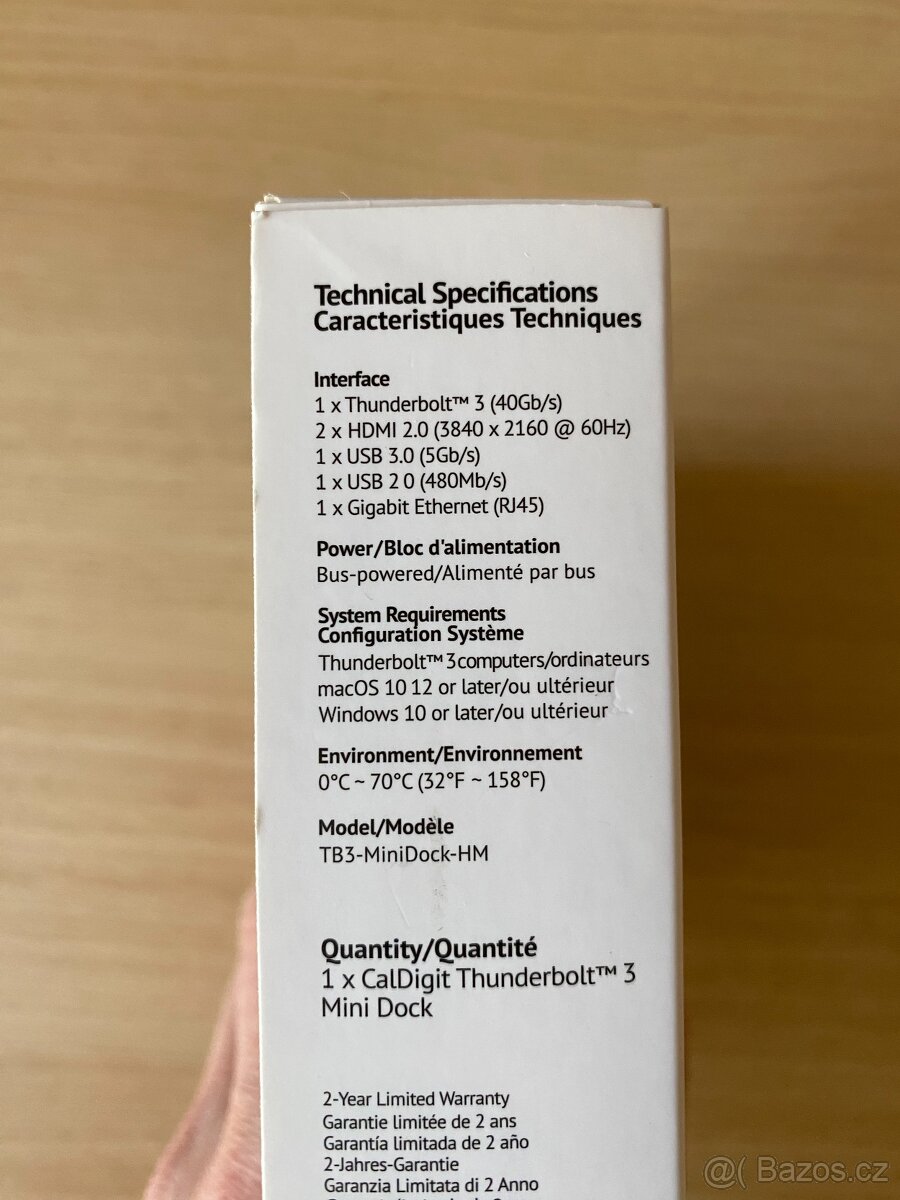 Technical Specifications
Caracteristiques Techniques
Interface
1 x Thunderbolt™ 3 (40Gb/s)
2 x HDMI 2.0 (3840 x 2160 @ 60Hz)
1 x USB 3.0 (5Gb/s)
1 x USB 2 0 (480Mb/s)
1 x Gigabit Ethernet (RJ45)
Power/Bloc d'alimentation
Bus-powered/Alimenté par bus
System Requirements
Configuration Système
Thunderbolt™ 3computers/ordinateurs
macOS 10 12 or later/ou ultérieur
Windows 10 or later/ou ultérieur
Environment/Environnement
0°C ~ 70°C (32°F ~ 158°F)
Model/Modèle
TB3-MiniDock-HM
Quantity/Quantité
1 x CalDigit Thunderbolt™ 3
Mini Dock
2-Year Limited Warranty
Garantie limitée de 2 ans
Garantía limitada de 2 año
2-Jahres-Garantie
Garanzia Limitata di 2 Anno
@( Bazos.cz